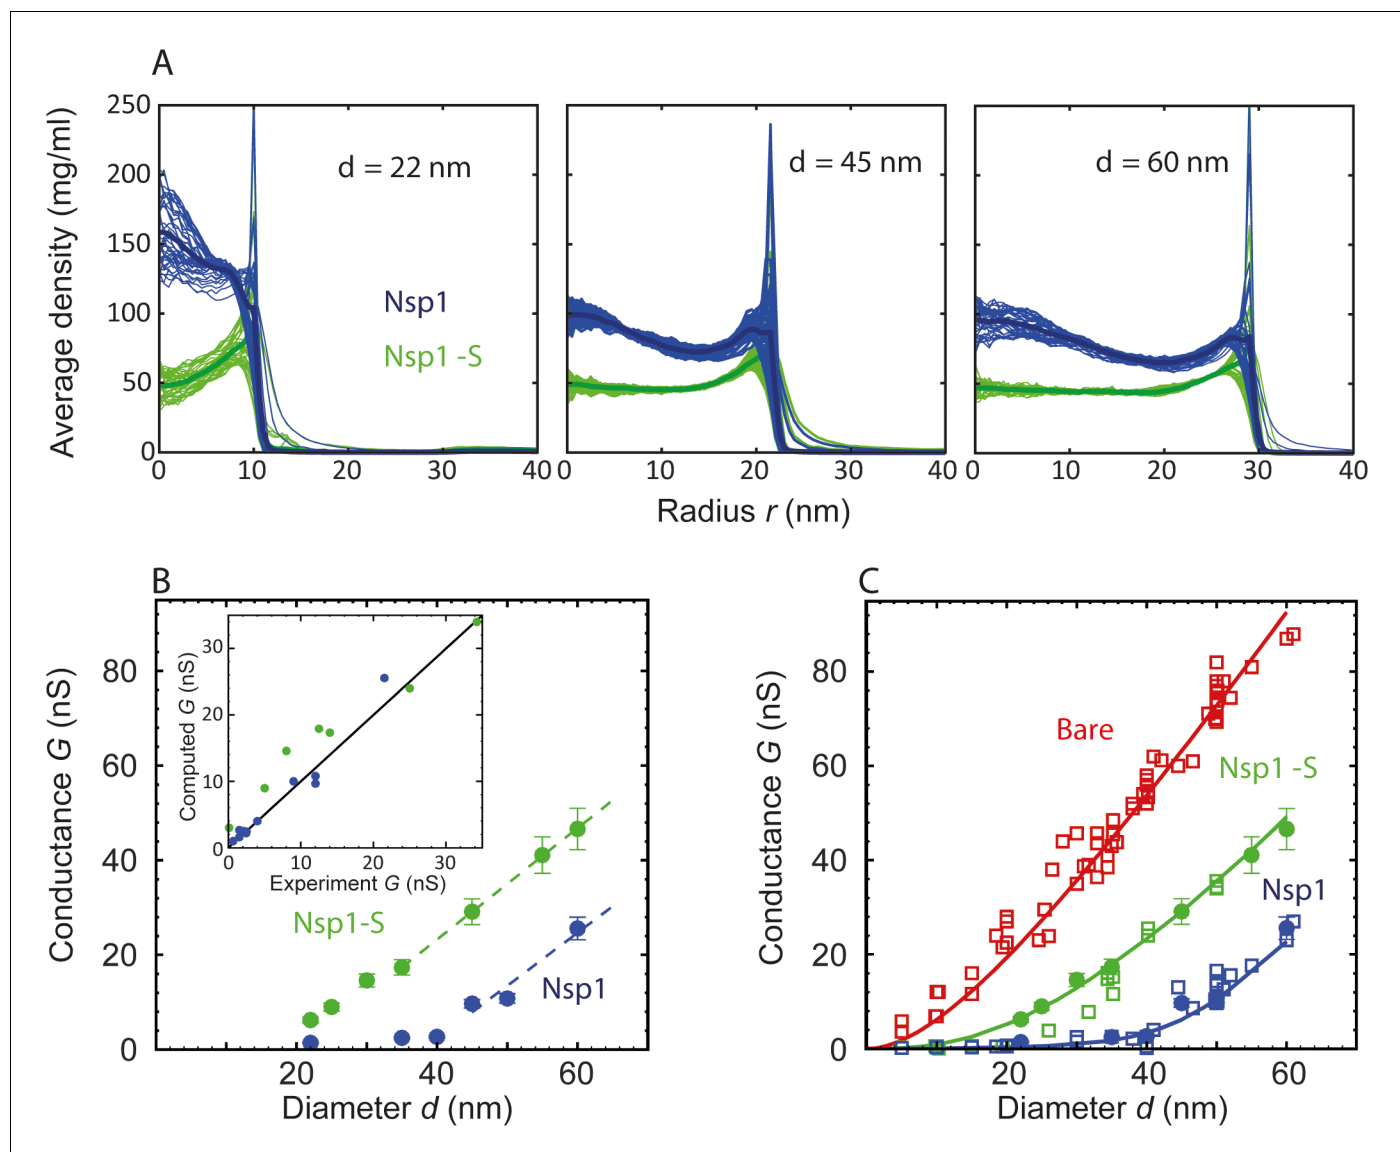 A
Average density (mg/ml)
250
200
150
100
50
0
d = 22 nm
Nsp1
Nsp1 -S
0 10 20 30 40
d = 45 nm
0 10 20 30 40
d = 60 nm
0 10 20 30 40
Radius r (nm)
B
Conductance G (nS)
80
60
40
20
0
Computed G (nS)
30
20
10
0
0 10 20 30
Experiment G (nS)
Nsp1-S
Nsp1
20 40 60
Diameter d (nm)
C
Conductance G (nS)
80
60
40
20
0
Bare
Nsp1 -S
Nsp1
20 40 60
Diameter d (nm)